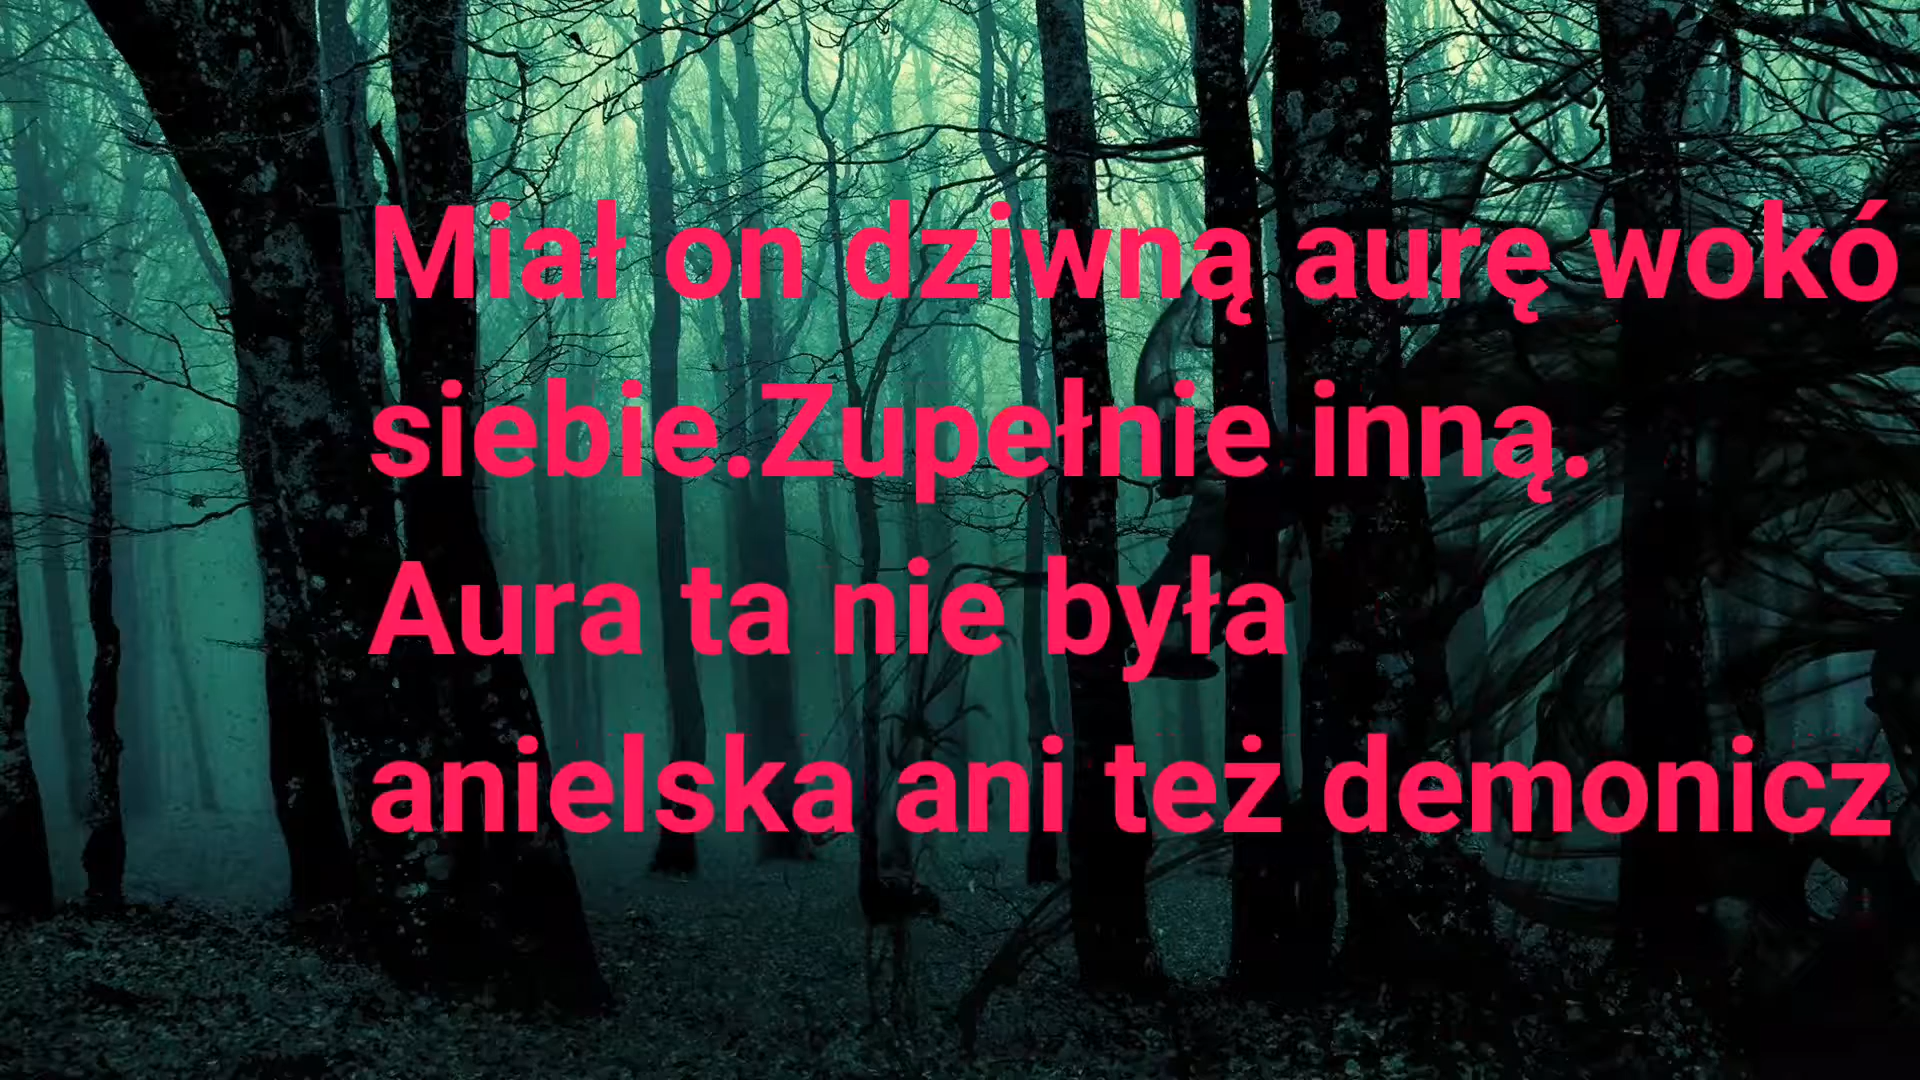 Miał on dziwną aurę wokó
siebie.Zupełnie inną.
Aura ta nie była
anielska ani też demonicz